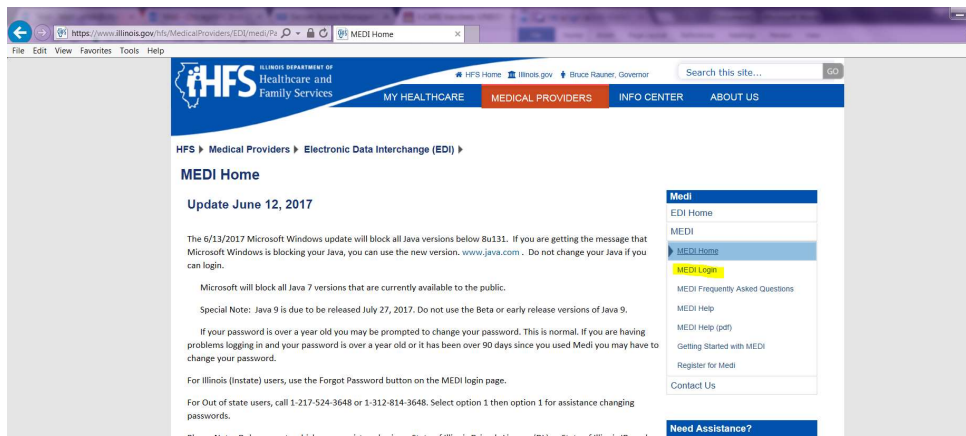 https://www.illinois.gov/hfs/MedicalProviders/EDI/medi/Pa
MEDI Home
File Edit View Favorites Tools Help
HFS
ILLINOIS DEPARTMENT OF
Healthcare and
Family Services
HFS Home Illinois.gov Bruce Rauner, Governor
Search this site...
GO
MY HEALTHCARE MEDICAL PROVIDERS INFO CENTER ABOUT US
HFS Medical Providers Electronic Data Interchange (EDI)
MEDI Home
Update June 12, 2017
The 6/13/2017 Microsoft Windows update will block all Java versions below 8u131. If you are getting the message that
Microsoft Windows is blocking your Java, you can use the new version. www.java.com . Do not change your Java if you
can login.
Microsoft will block all Java 7 versions that are currently available to the public.
Special Note: Java 9 is due to be released July 27, 2017. Do not use the Beta or early release versions of Java 9.
If your password is over a year old you may be prompted to change your password. This is normal. If you are having
problems logging in and your password is over a year old or it has been over 90 days since you used Medi you may have to
change your password.
For Illinois (Instate) users, use the Forgot Password button on the MEDI login page.
For Out of state users, call 1-217-524-3648 or 1-312-814-3648. Select option 1 then option 1 for assistance changing
passwords.
Medi
EDI Home
MEDI
MEDI Home
MEDI Login
MEDI Frequently Asked Questions
MEDI Help
MEDI Help (pdf)
Getting Started with MEDI
Register for Medi
Contact Us
Need Assistance?